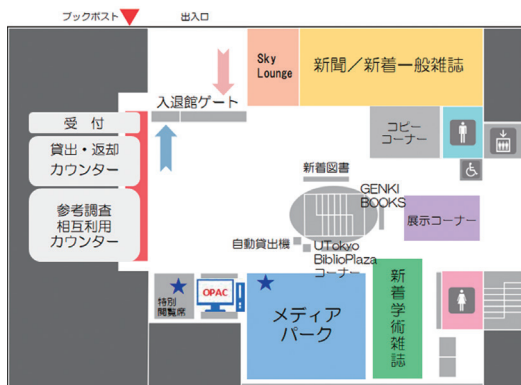 ブックポスト
出入口
Sky
Lounge
新聞／新着一般雑誌
入退館ゲート
受 付
貸出・返却
カウンター
参考調査
相互利用
カウンター
コピー
コーナー
新着図書
GENKI
BOOKS
展示コーナー
自動貸出機
UTokyo
BiblioPlaza
コーナー
特別
閲覧席
OPAC
メディア
パーク
新着学術雑誌